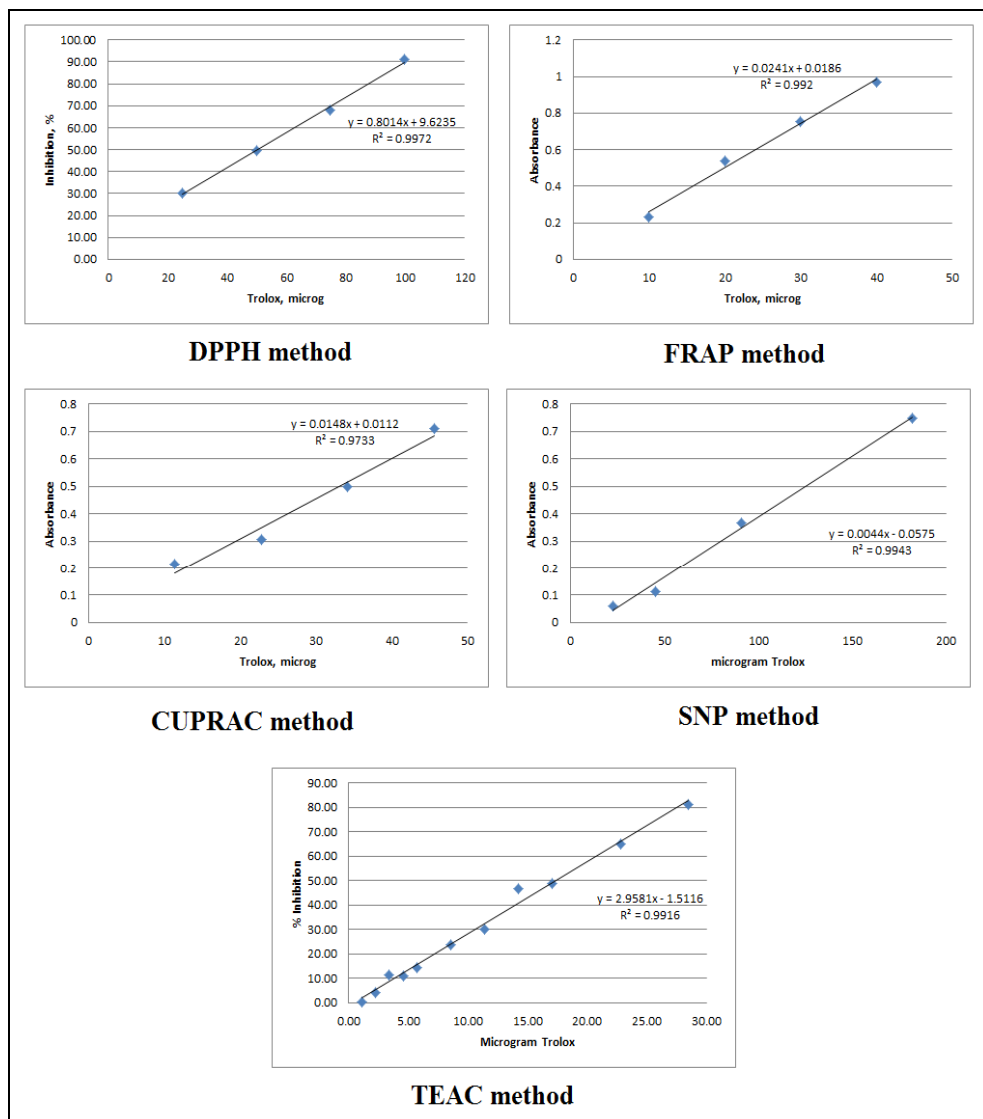 100.00
90.00
80.00
70.00
60.00
50.00
40.00
30.00
20.00
10.00
0.00
Inhibition, %
y = 0.8014x + 9.6235
R² = 0.9972
0 20 40 60 80 100 120
Trolox, microg
DPPH method
1.2
1
0.8
0.6
0.4
0.2
0
Absorbance
y = 0.0241x + 0.0186
R² = 0.992
0 10 20 30 40 50
Trolox, microg
FRAP method
0.8
0.7
0.6
0.5
0.4
0.3
0.2
0.1
0
Absorbance
y = 0.0148x + 0.0112
R² = 0.9733
0 10 20 30 40 50
Trolox, microg
CUPRAC method
0.8
0.7
0.6
0.5
0.4
0.3
0.2
0.1
0
Absorbance
y = 0.0044x - 0.0575
R² = 0.9943
0 50 100 150 200
microgram Trolox
SNP method
90.00
80.00
70.00
60.00
50.00
40.00
30.00
20.00
10.00
0.00
% Inhibition
y = 2.9581x - 1.5116
R² = 0.9916
0.00 5.00 10.00 15.00 20.00 25.00 30.00
Microgram Trolox
TEAC method